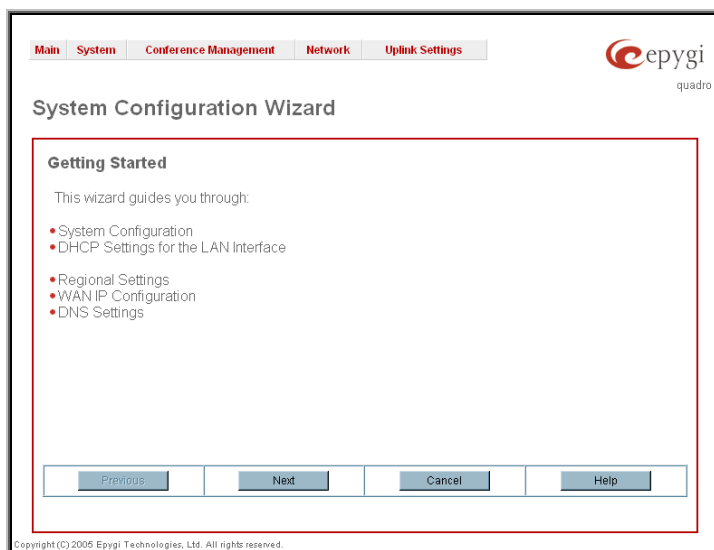 Main System Conference Management Network Uplink Settings
epygi
quadro
System Configuration Wizard
Getting Started
This wizard guides you through:
System Configuration
DHCP Settings for the LAN Interface
Regional Settings
WAN IP Configuration
DNS Settings
Previous Next Cancel Help
Copyright (C) 2005 Epygi Technologies, Ltd. All rights reserved.